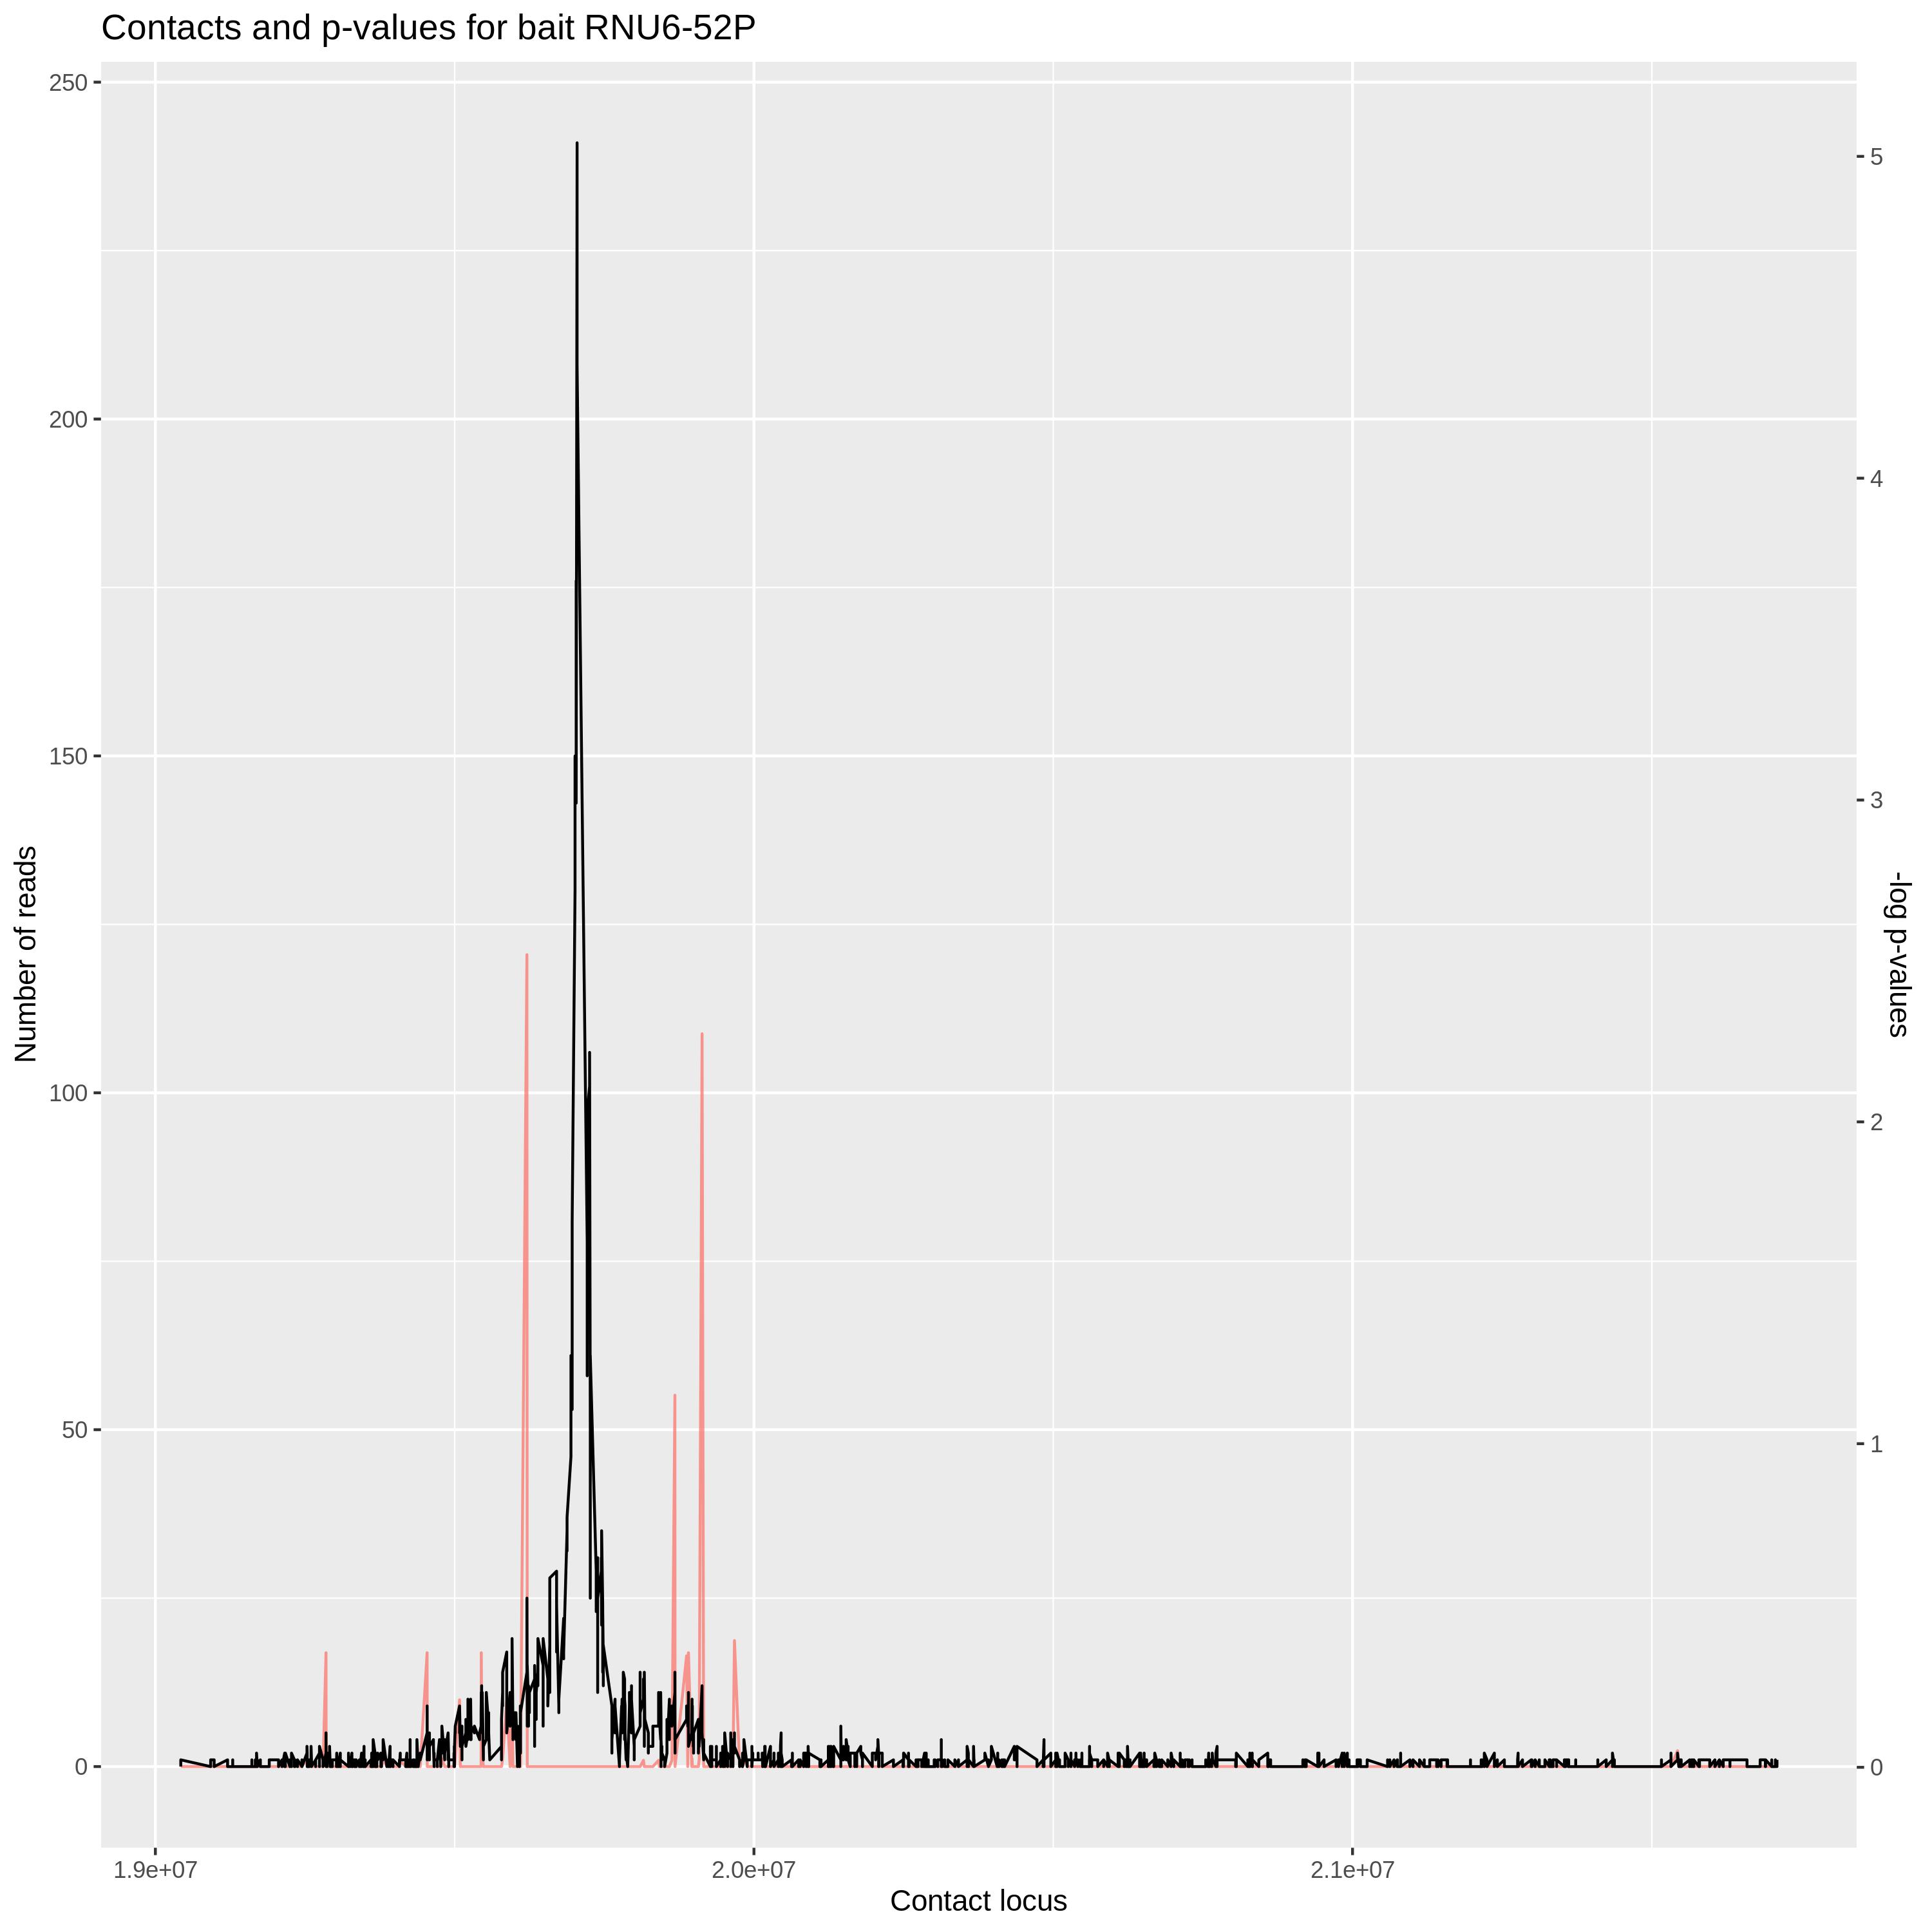 Contacts and p-values for bait RNU6-52P
250
200
150
100
50
0
Number of reads
5
4
3
2
1
0
-log p-values
1.9e+07
2.0e+07
2.1e+07
Contact locus